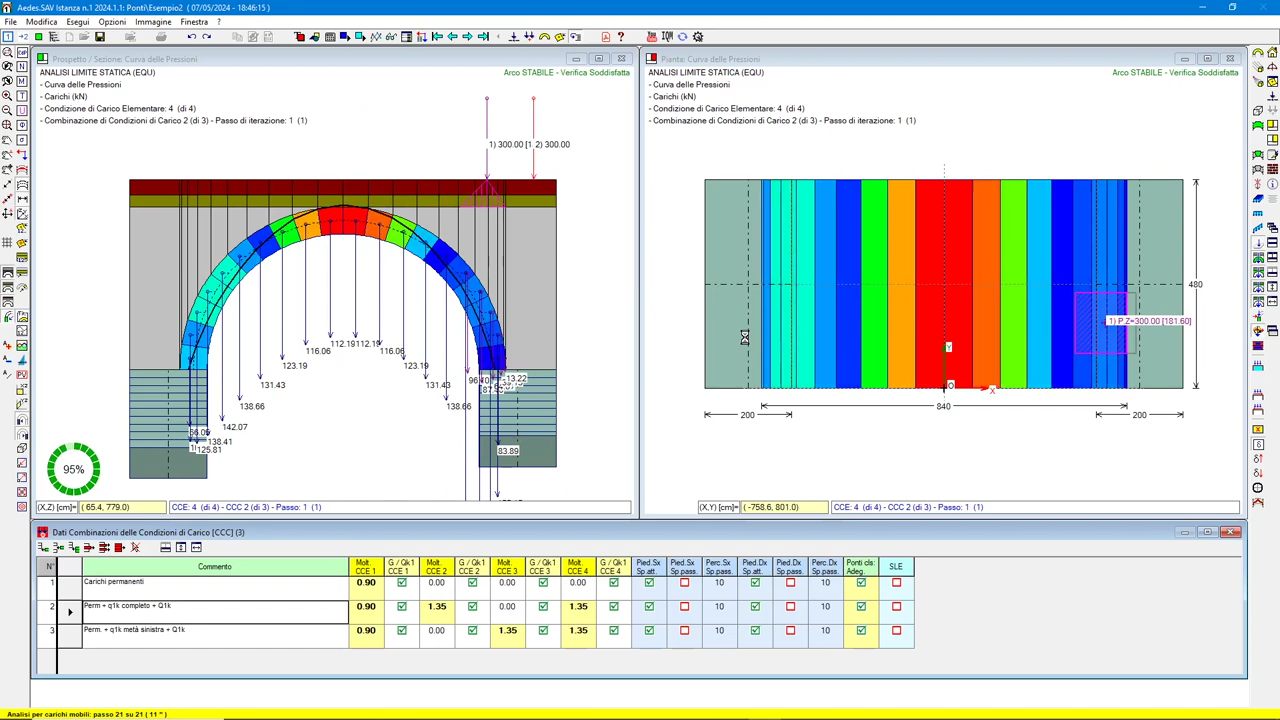 Aedes.SAV Istanza n.1 2024.1.1: Ponti\Esempio2 | (07/05/2024 - 18:46:15)
File Modifica Esegui Opzioni Immagine Finestra ?
Prospetto / Sezione: Curva delle Pressioni
ANALISI LIMITE STATICA (EQU)
Arco STABILE - Verifica Soddisfatta
- Curva delle Pressioni
- Carichi (kN)
- Condizione di Carico Elementare: 4 (di 4)
- Combinazione di Condizioni di Carico 2 (di 3) - Passo di iterazione: 1 (1)
1) 300.00 [1. 2) 300.00
112.19 112.19
116.06 116.06
123.19 123.19
131.43 131.43
138.66 138.66
142.07
138.41
125.81
13.22
83.89
95%
(X,Z) [cm]= ( 65.4, 779.0) CCE: 4 (di 4) - CCC 2 (di 3) - Passo: 1 (1)
Pianta: Curva delle Pressioni
ANALISI LIMITE STATICA (EQU)
Arco STABILE - Verifica Soddisfatta
- Curva delle Pressioni
- Carichi (kN)
- Condizione di Carico Elementare: 4 (di 4)
- Combinazione di Condizioni di Carico 2 (di 3) - Passo di iterazione: 1 (1)
480
1) P.Z=300.00 [181.60]
Y
O
X
840
200 200
(X,Y) [cm]= ( -758.6, 801.0) CCE: 4 (di 4) - CCC 2 (di 3) - Passo: 1 (1)
Dati Combinazioni delle Condizioni di Carico [CCC] (3)
N° Commento Molt. CCE 1 G / Qk1 CCE 1 Molt. CCE 2 G / Qk1 CCE 2 Molt. CCE 3 G / Qk1 CCE 3 Molt. CCE 4 G / Qk1 CCE 4 Pied.Sx Sp.att. Pied.Sx Sp.pass. Perc.Sx Sp.pass. Pied.Dx Sp.att. Pied.Dx Sp.pass. Perc.Dx Sp.pass. Ponti cls: Adeg. SLE
1 Carichi permanenti 0.90 0.00 0.00 0.00 10 10
2 Perm + q1k completo + Q1k 0.90 1.35 0.00 1.35 10 10
3 Perm. + q1k metà sinistra + Q1k 0.90 0.00 1.35 1.35 10 10
Analisi per carichi mobili: passo 21 su 21 ( 11 " )